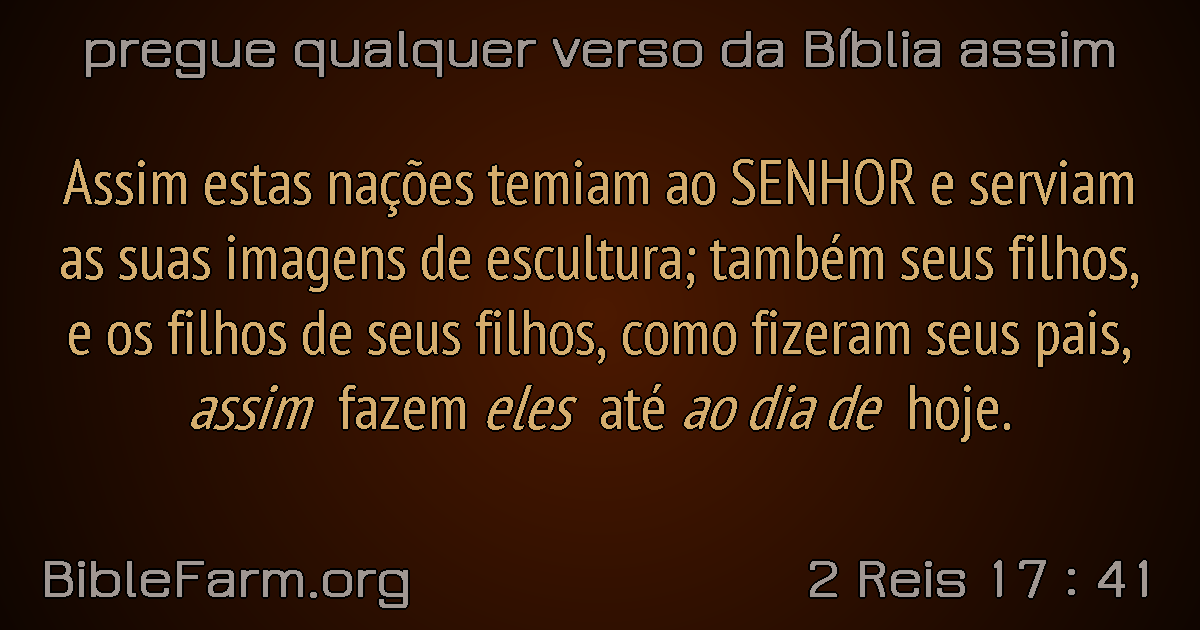 pregue qualquer verso da Bíblia assim
Assim estas nações temiam ao SENHOR e serviam
as suas imagens de escultura; também seus filhos,
e os filhos de seus filhos, como fizeram seus pais,
assim fazem eles até ao dia de hoje.
BibleFarm.org
2 Reis 17 : 41